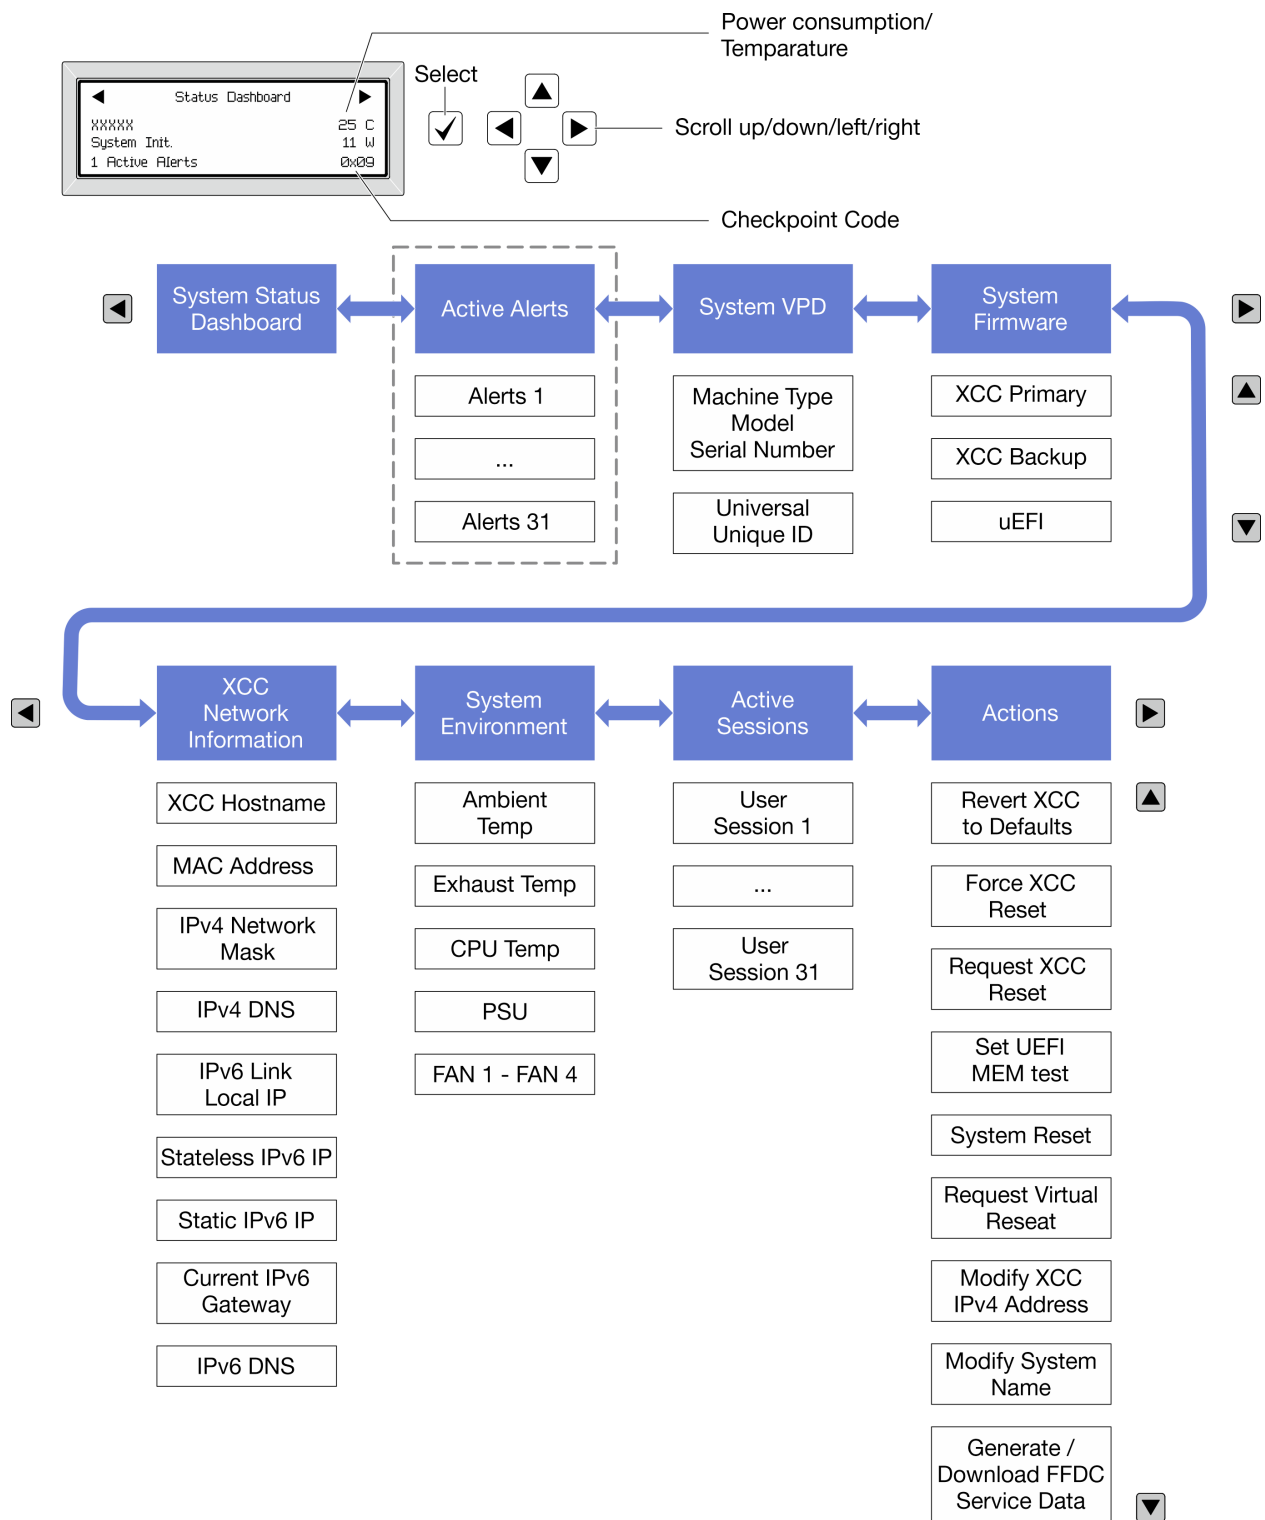 Power consumption/
Temparature
Select
Status Dashboard
XXXXX 25 C
System Init. 11 W
1 Active Alerts 0x09
Scroll up/down/left/right
Checkpoint Code
System Status
Dashboard
Active Alerts
System VPD
System
Firmware
Alerts 1
...
Alerts 31
Machine Type
Model
Serial Number
Universal
Unique ID
XCC Primary
XCC Backup
uEFI
XCC
Network
Information
System
Environment
Active
Sessions
Actions
XCC Hostname
MAC Address
IPv4 Network
Mask
IPv4 DNS
IPv6 Link
Local IP
Stateless IPv6 IP
Static IPv6 IP
Current IPv6
Gateway
IPv6 DNS
Ambient
Temp
Exhaust Temp
CPU Temp
PSU
FAN 1 - FAN 4
User
Session 1
...
User
Session 31
Revert XCC
to Defaults
Force XCC
Reset
Request XCC
Reset
Set UEFI
MEM test
System Reset
Request Virtual
Reseat
Modify XCC
IPv4 Address
Modify System
Name
Generate /
Download FFDC
Service Data